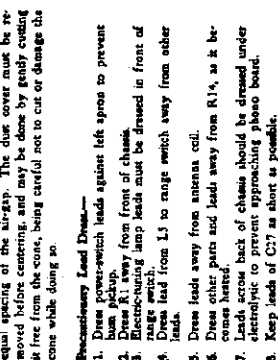 equal spacing of the air-gap. The dust cover must be re-
moved before centering, and may be done by gently cutting
it free from the cone, being careful not to cut or damage the
cone while doing so.
Precautionary Lead Dress—
1. Dress power-switch leads against left apron to prevent
hum pickup.
2. Dress R1 away from front of chassis.
3. Electric-tuning lamp leads must be dressed in front of
range switch.
4. Dress lead from L5 to range switch away from other
leads.
5. Dress leads away from antenna coil.
6. Dress other parts and leads away from R14, as it be-
comes heated.
7. Leads across back of chassis should be dressed under
electrolytic to prevent approaching phono board.
Keep leads of C27 as short as possible.